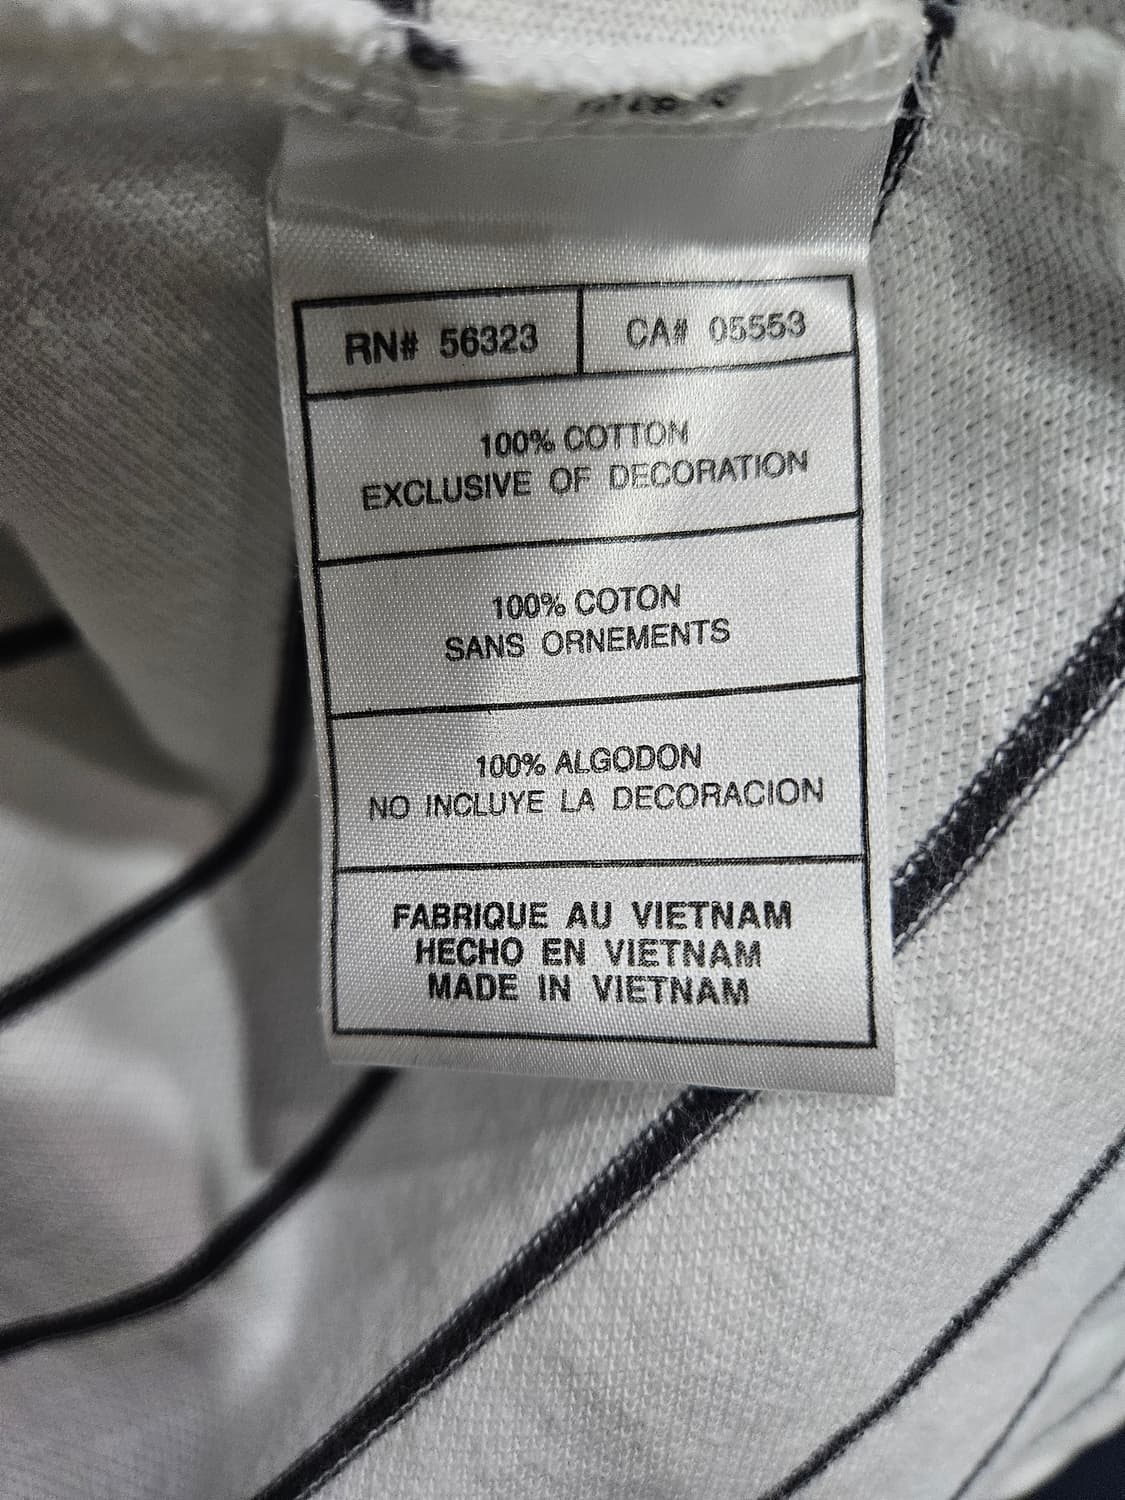 RN# 56323
CA# 05553
100% COTTON
EXCLUSIVE OF DECORATION
100% COTON
SANS ORNEMENTS
100% ALGODON
NO INCLUYE LA DECORACION
FABRIQUE AU VIETNAM
HECHO EN VIETNAM
MADE IN VIETNAM